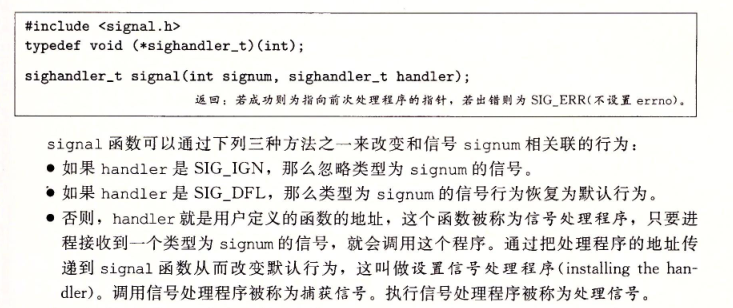 #include <signal.h>
typedef void (*sighandler_t)(int);
sighandler_t signal(int signum, sighandler_t handler);
返回：若成功则为指向前次处理程序的指针，若出错则为 SIG_ERR(不设置 errno)。
signal 函数可以通过下列三种方法之一来改变和信号 signum 相关联的行为：
● 如果 handler 是 SIG_IGN，那么忽略类型为 signum 的信号。
● 如果 handler 是 SIG_DFL，那么类型为 signum 的信号行为恢复为默认行为。
● 否则，handler 就是用户定义的函数的地址，这个函数被称为信号处理程序，只要进
程接收到一个类型为 signum 的信号，就会调用这个程序。通过把处理程序的地址传
递到 signal 函数从而改变默认行为，这叫做设置信号处理程序(installing the han-
dler)。调用信号处理程序被称为捕获信号。执行信号处理程序被称为处理信号。